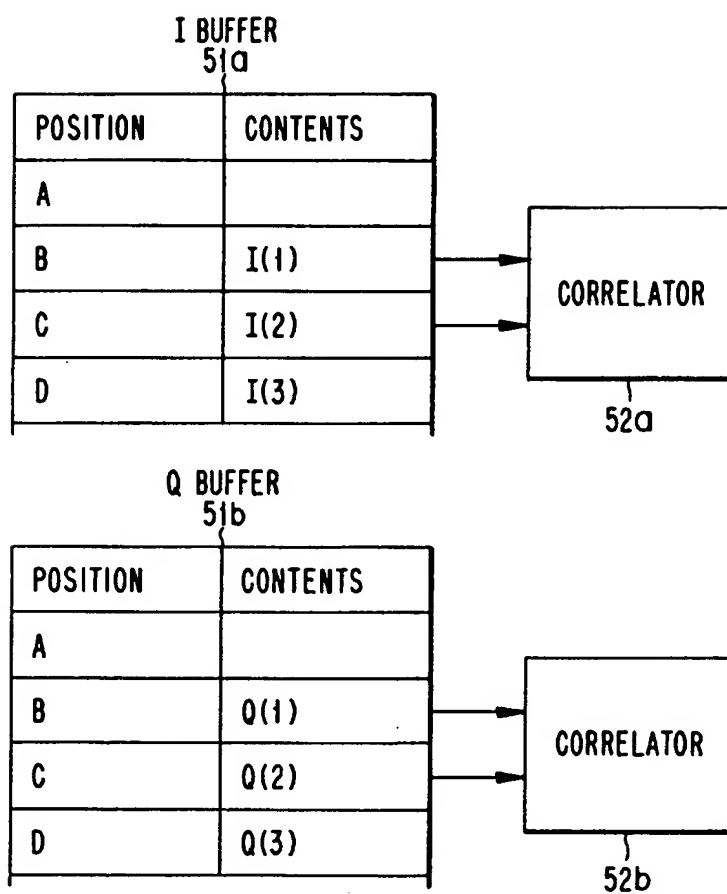 I BUFFER
51a
POSITION CONTENTS
A
B I(1)
C I(2)
D I(3)
CORRELATOR
52a
Q BUFFER
51b
POSITION CONTENTS
A
B Q(1)
C Q(2)
D Q(3)
CORRELATOR
52b